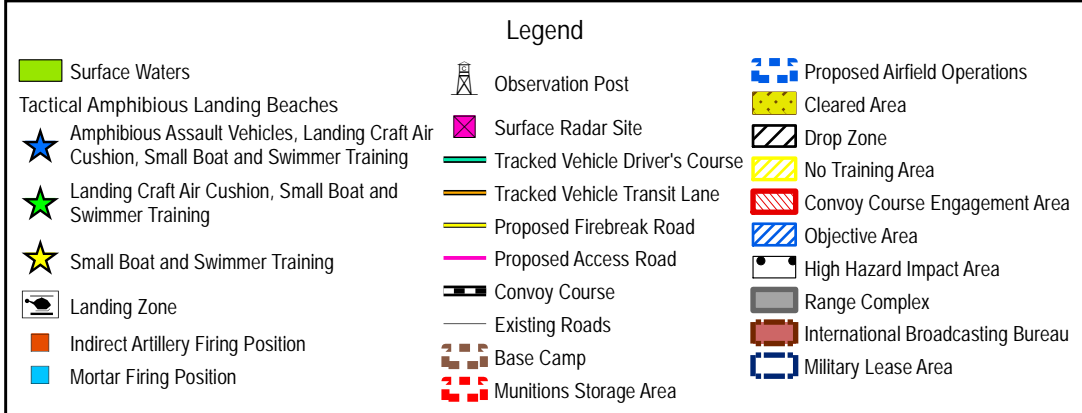 Legend
Surface Waters
Tactical Amphibious Landing Beaches
Amphibious Assault Vehicles, Landing Craft Air
Cushion, Small Boat and Swimmer Training
Landing Craft Air Cushion, Small Boat and
Swimmer Training
Small Boat and Swimmer Training
Landing Zone
Indirect Artillery Firing Position
Mortar Firing Position
Observation Post
Surface Radar Site
Tracked Vehicle Driver's Course
Tracked Vehicle Transit Lane
Proposed Firebreak Road
Proposed Access Road
Convoy Course
Existing Roads
Base Camp
Munitions Storage Area
Proposed Airfield Operations
Cleared Area
Drop Zone
No Training Area
Convoy Course Engagement Area
Objective Area
High Hazard Impact Area
Range Complex
International Broadcasting Bureau
Military Lease Area